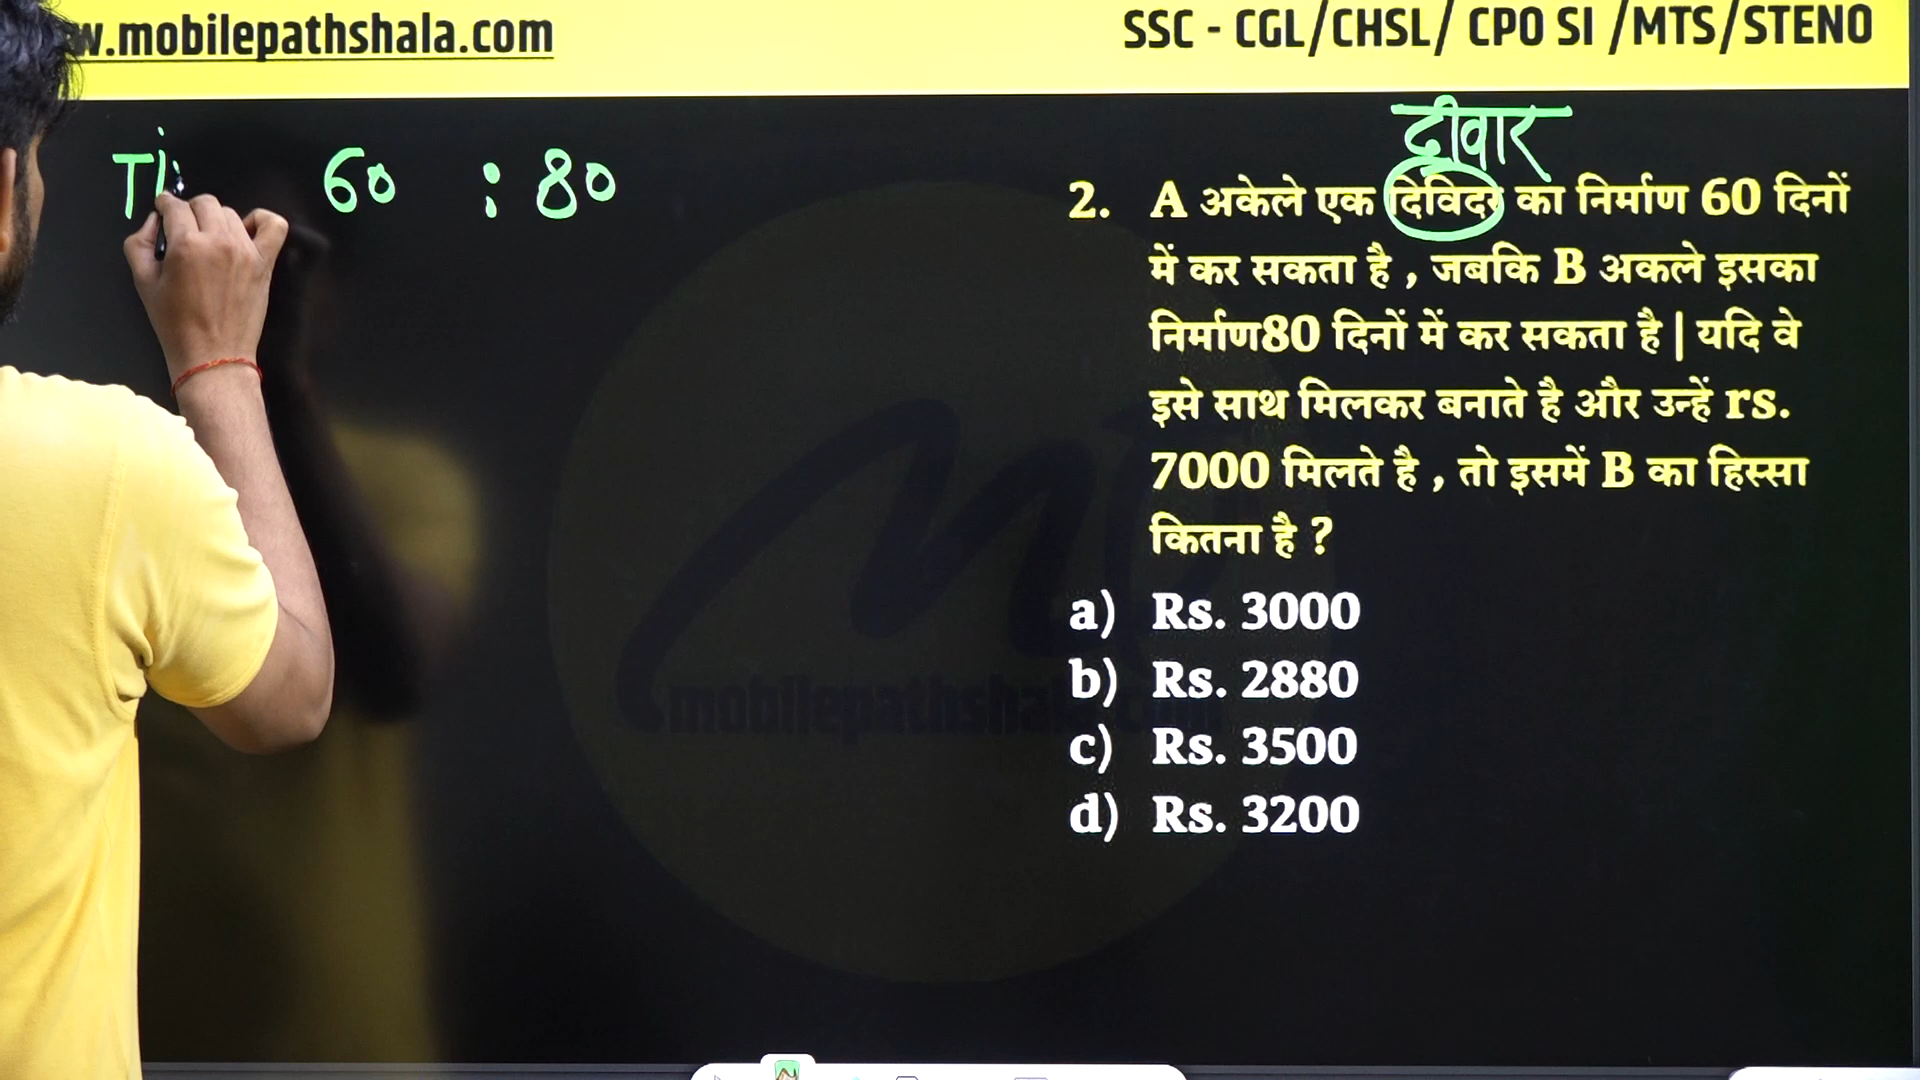 w.mobilepathshala.com
SSC - CGL/CHSL/ CPO SI /MTS/STENO
Ti
60 : 80
दीवार
2. A अकेले एक दिविदर का निर्माण 60 दिनों
में कर सकता है , जबकि B अकले इसका
निर्माण80 दिनों में कर सकता है | यदि वे
इसे साथ मिलकर बनाते है और उन्हें rs.
7000 मिलते है , तो इसमें B का हिस्सा
कितना है ?
a) Rs. 3000
b) Rs. 2880
c) Rs. 3500
d) Rs. 3200
mobilepathshala.com